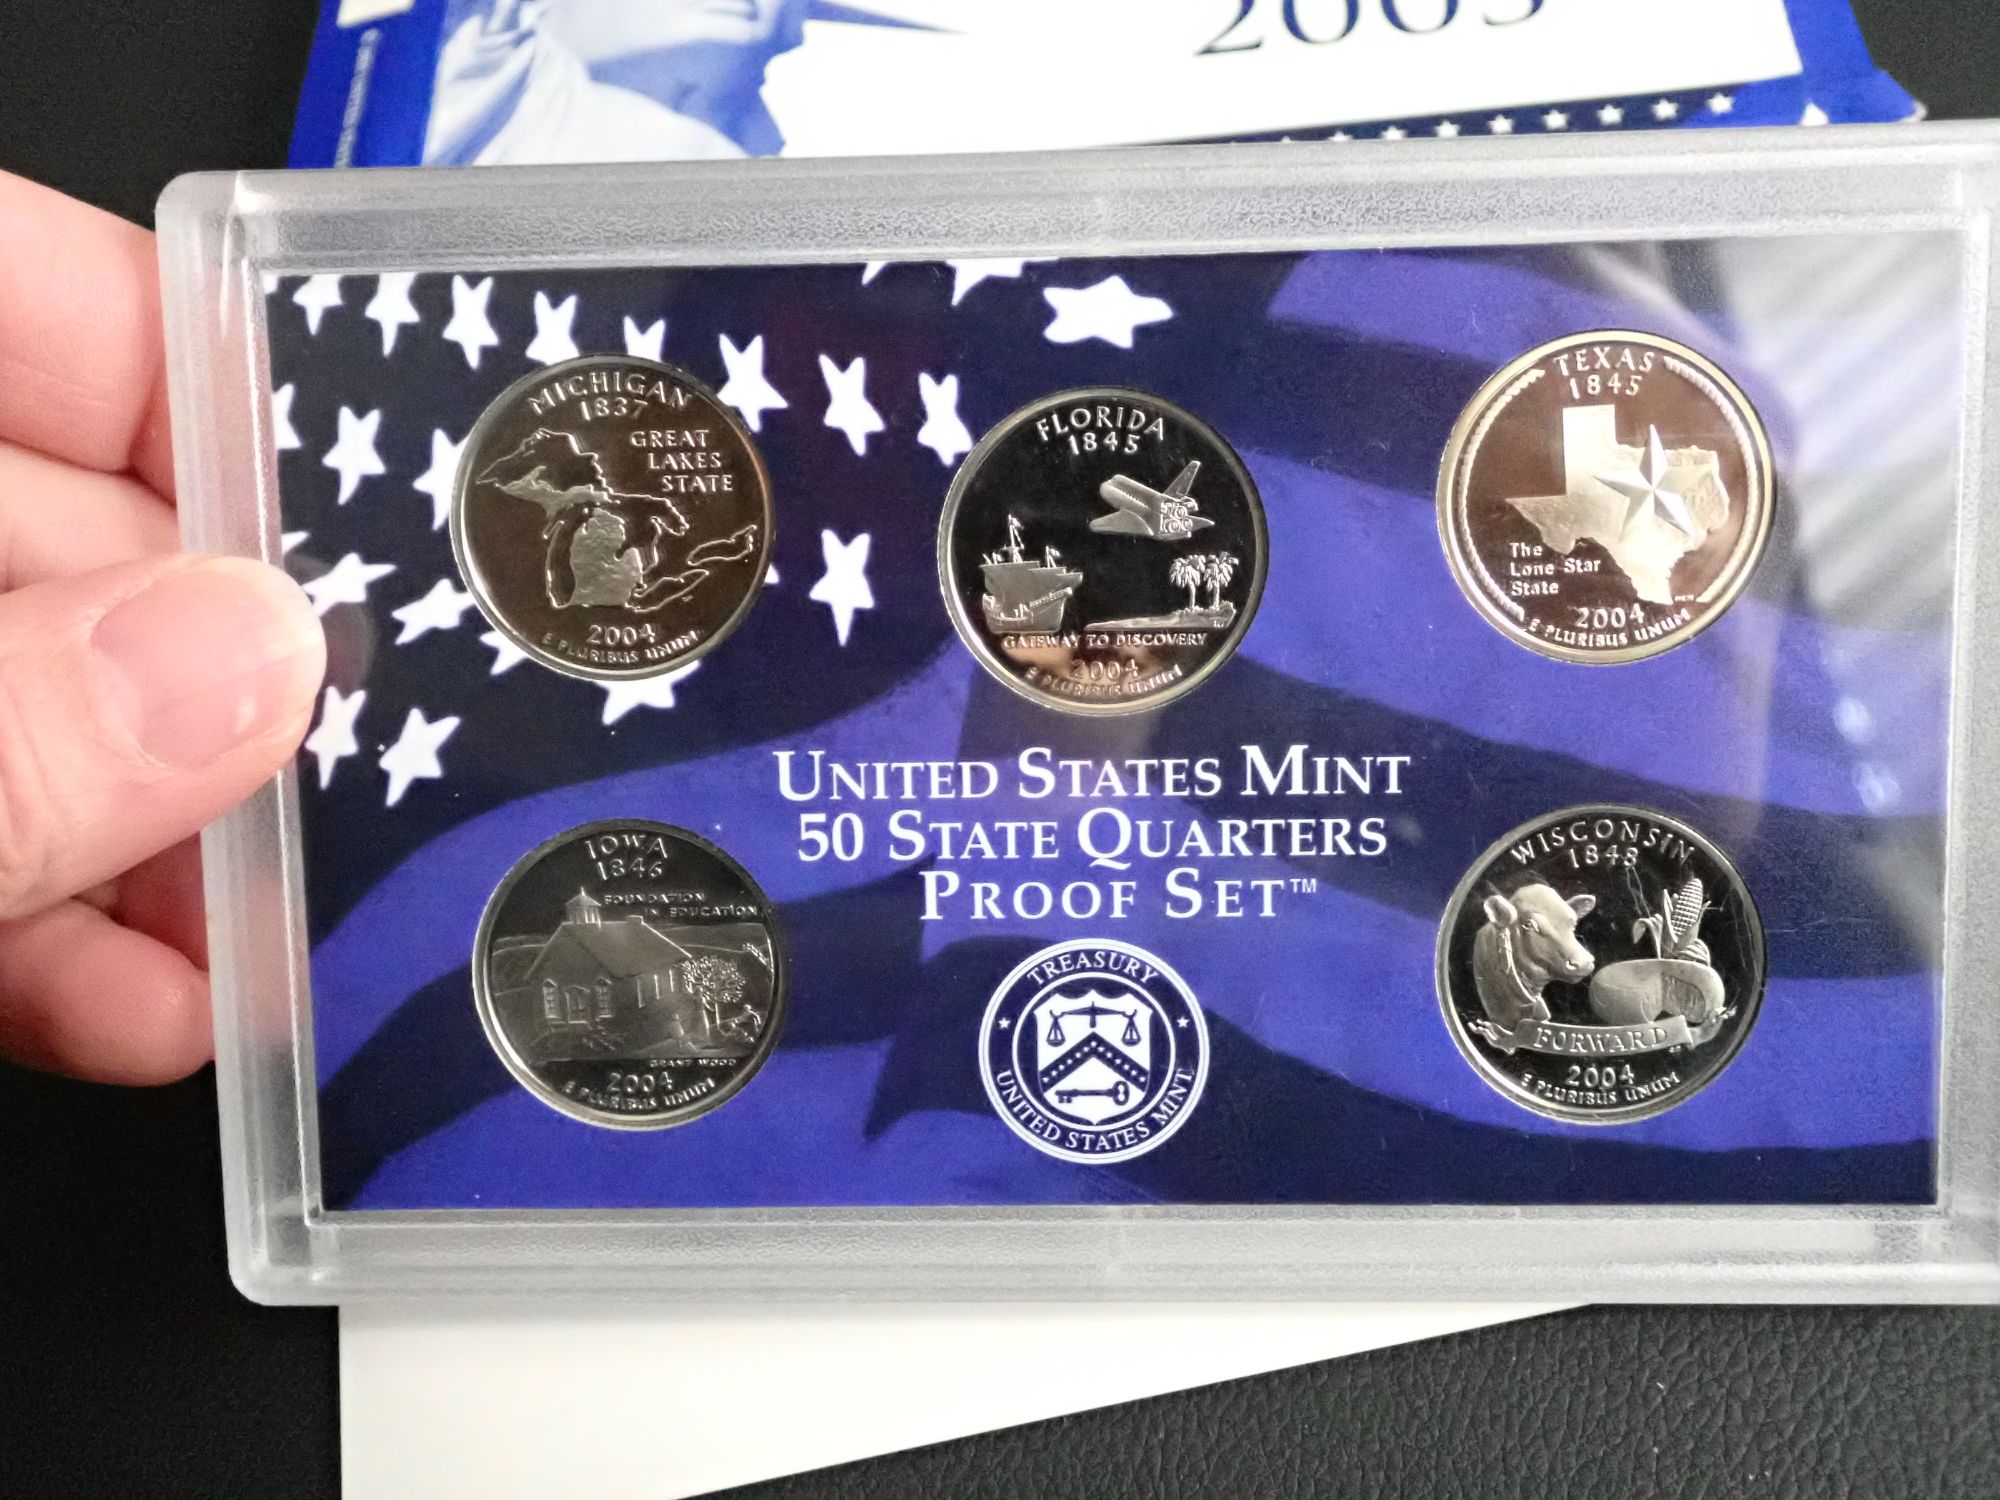 2003
MICHIGAN
1837
GREAT
LAKES
STATE
2004
E PLURIBUS UNUM
FLORIDA
1845
GATEWAY TO DISCOVERY
2004
E PLURIBUS UNUM
TEXAS
1845
The
Lone Star
State
2004
E PLURIBUS UNUM
UNITED STATES MINT
50 STATE QUARTERS
PROOF SET™
IOWA
1846
FOUNDATION
IN EDUCATION
GRANT WOOD
2004
E PLURIBUS UNUM
TREASURY
UNITED STATES MINT
WISCONSIN
1848
FORWARD
2004
E PLURIBUS UNUM